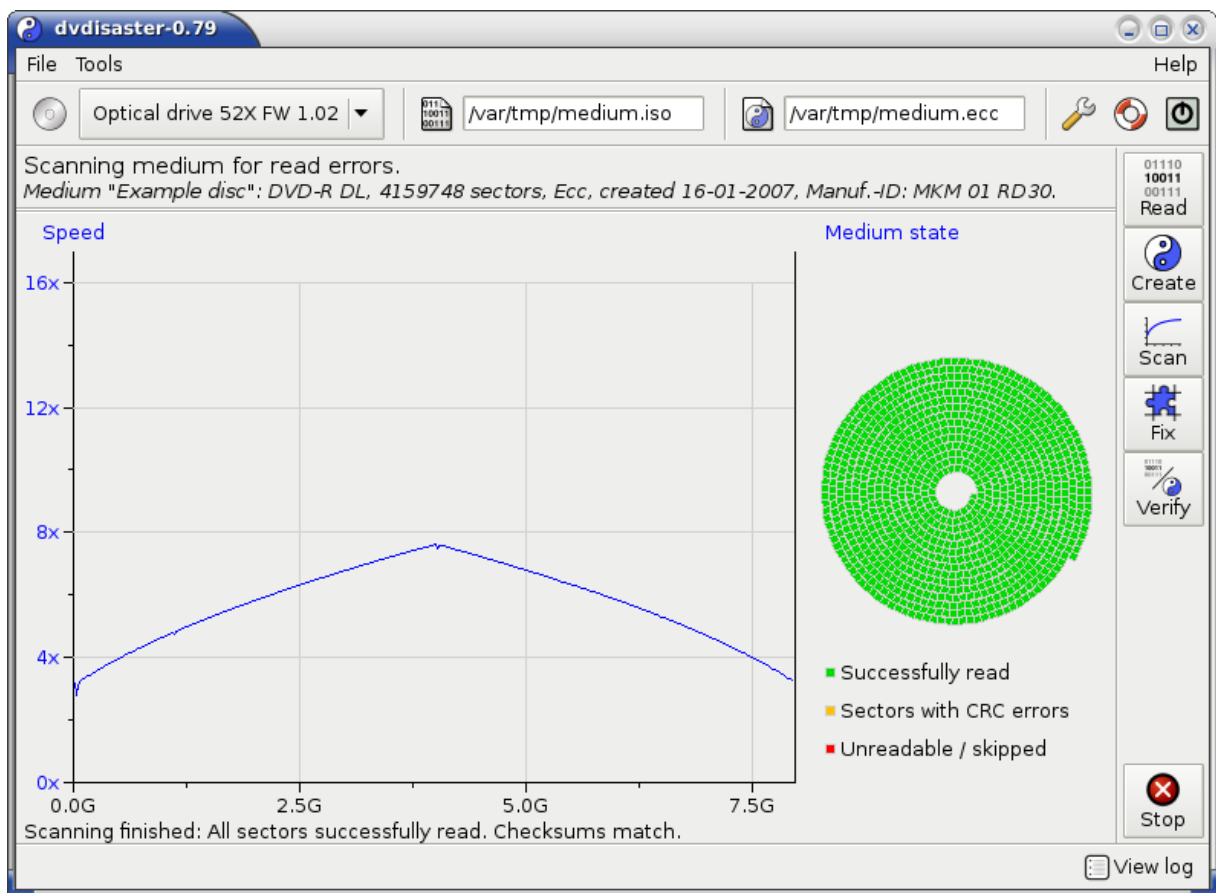 dvdisaster-0.79
File Tools Help
Optical drive 52X FW 1.02 /var/tmp/medium.iso /var/tmp/medium.ecc
Scanning medium for read errors.
Medium "Example disc": DVD-R DL, 4159748 sectors, Ecc, created 16-01-2007, Manuf.-ID: MKM 01 RD30.
01110
10011
00111
Read
Create
Scan
Fix
Verify
Speed
16x
12x
8x
4x
0x
0.0G 2.5G 5.0G 7.5G
Medium state
Successfully read
Sectors with CRC errors
Unreadable / skipped
Scanning finished: All sectors successfully read. Checksums match.
Stop
View log